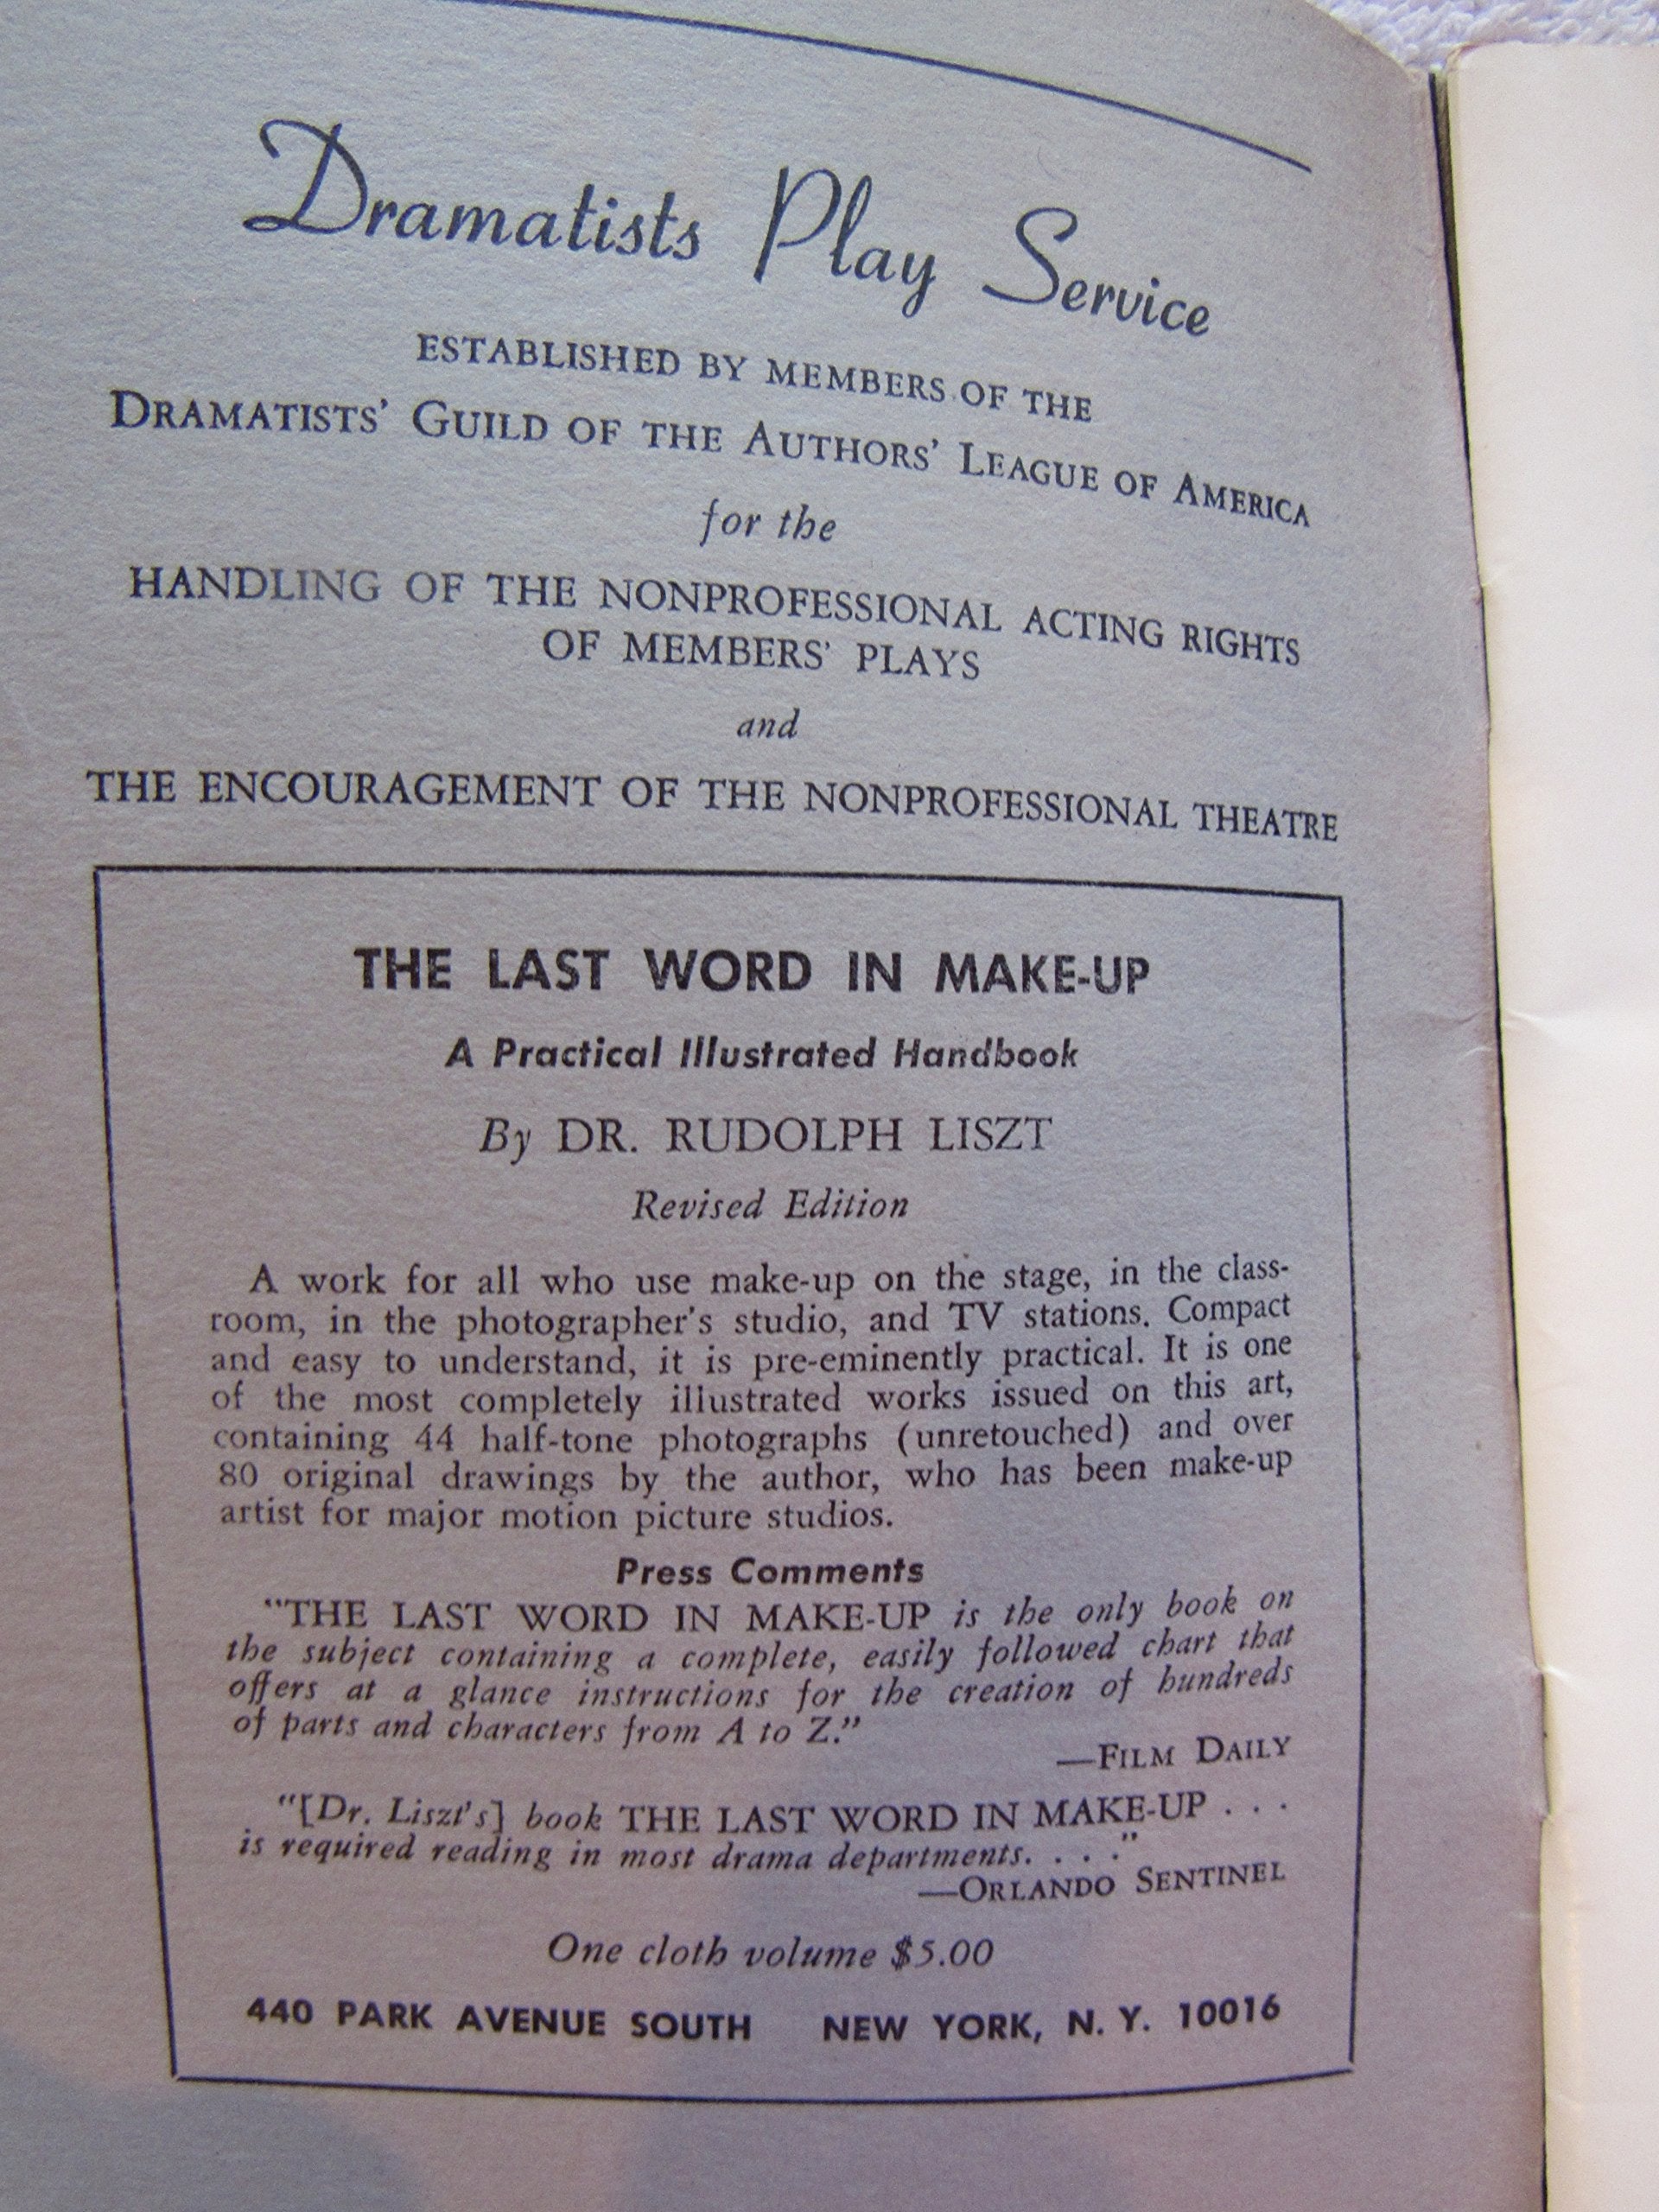 Dramatists Play Service
ESTABLISHED BY MEMBERS OF THE
DRAMATISTS' GUILD OF THE AUTHORS' LEAGUE OF AMERICA
for the
HANDLING OF THE NONPROFESSIONAL ACTING RIGHTS
OF MEMBERS' PLAYS
and
THE ENCOURAGEMENT OF THE NONPROFESSIONAL THEATRE
THE LAST WORD IN MAKE-UP
A Practical Illustrated Handbook
By DR. RUDOLPH LISZT
Revised Edition
A work for all who use make-up on the stage, in the class-
room, in the photographer's studio, and TV stations. Compact
and easy to understand, it is pre-eminently practical. It is one
of the most completely illustrated works issued on this art,
containing 44 half-tone photographs (unretouched) and over
80 original drawings by the author, who has been make-up
artist for major motion picture studios.
Press Comments
"THE LAST WORD IN MAKE-UP is the only book on
the subject containing a complete, easily followed chart that
offers at a glance instructions for the creation of hundreds
of parts and characters from A to Z."
—FILM DAILY
"[Dr. Liszt's] book THE LAST WORD IN MAKE-UP . . .
is required reading in most drama departments. . . ."
—ORLANDO SENTINEL
One cloth volume $5.00
440 PARK AVENUE SOUTH NEW YORK, N. Y. 10016